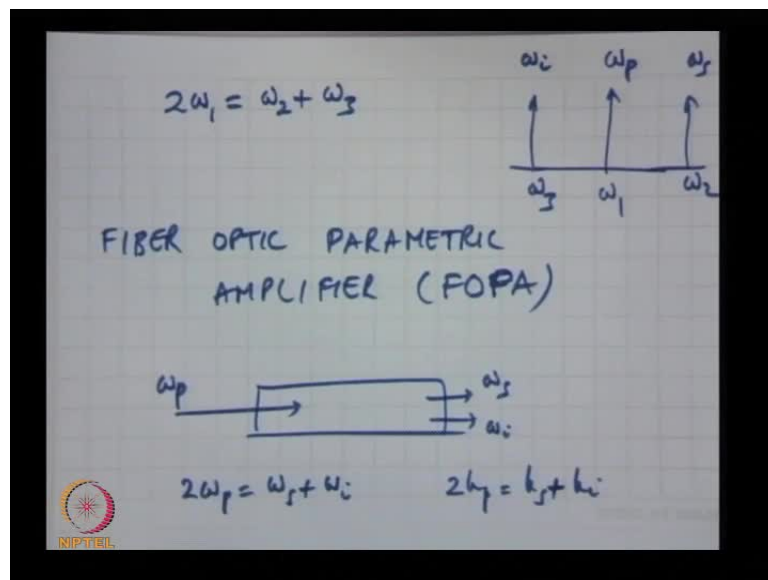 ωi ωp ωs
2ω₁ = ω₂ + ω₃
ω₃ ω₁ ω₂
FIBER OPTIC PARAMETRIC
AMPLIFIER (FOPA)
ωp ωs
ωi
2ωp = ωs + ωi 2kp = ks + ki
NPTEL